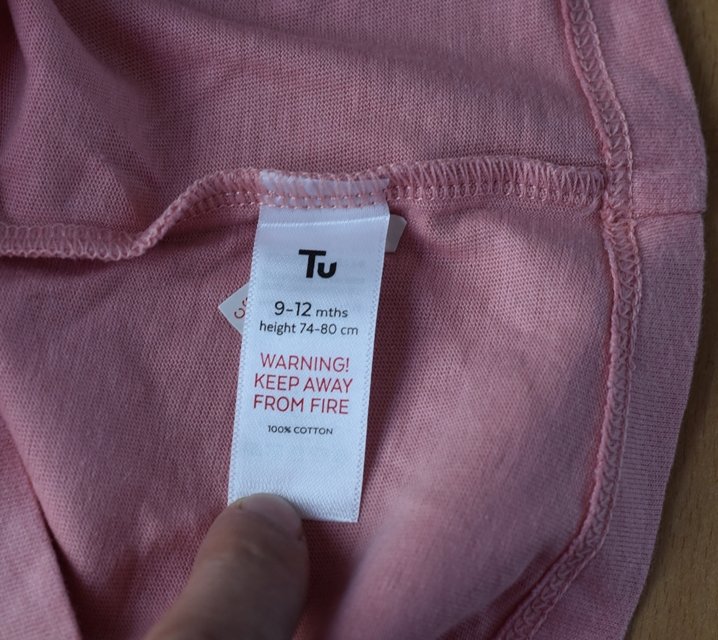 Tu
9-12 mths
height 74-80 cm
WARNING!
KEEP AWAY
FROM FIRE
100% COTTON